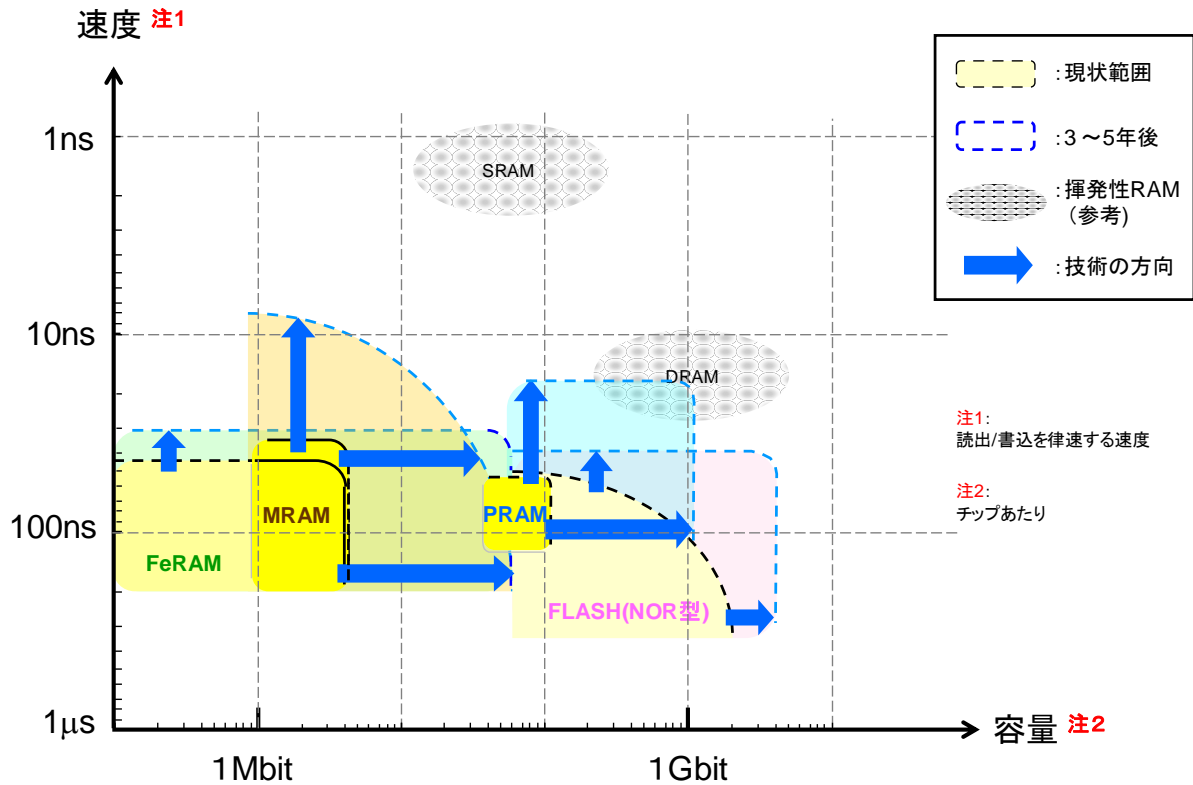 速度 注1
:現状範囲
:3～5年後
:揮発性RAM
(参考)
:技術の方向
1ns
SRAM
10ns
DRAM
注1:
読出/書込を律速する速度
注2:
チップあたり
MRAM
PRAM
100ns
FeRAM
FLASH(NOR型)
1μs
容量 注2
1Mbit
1Gbit